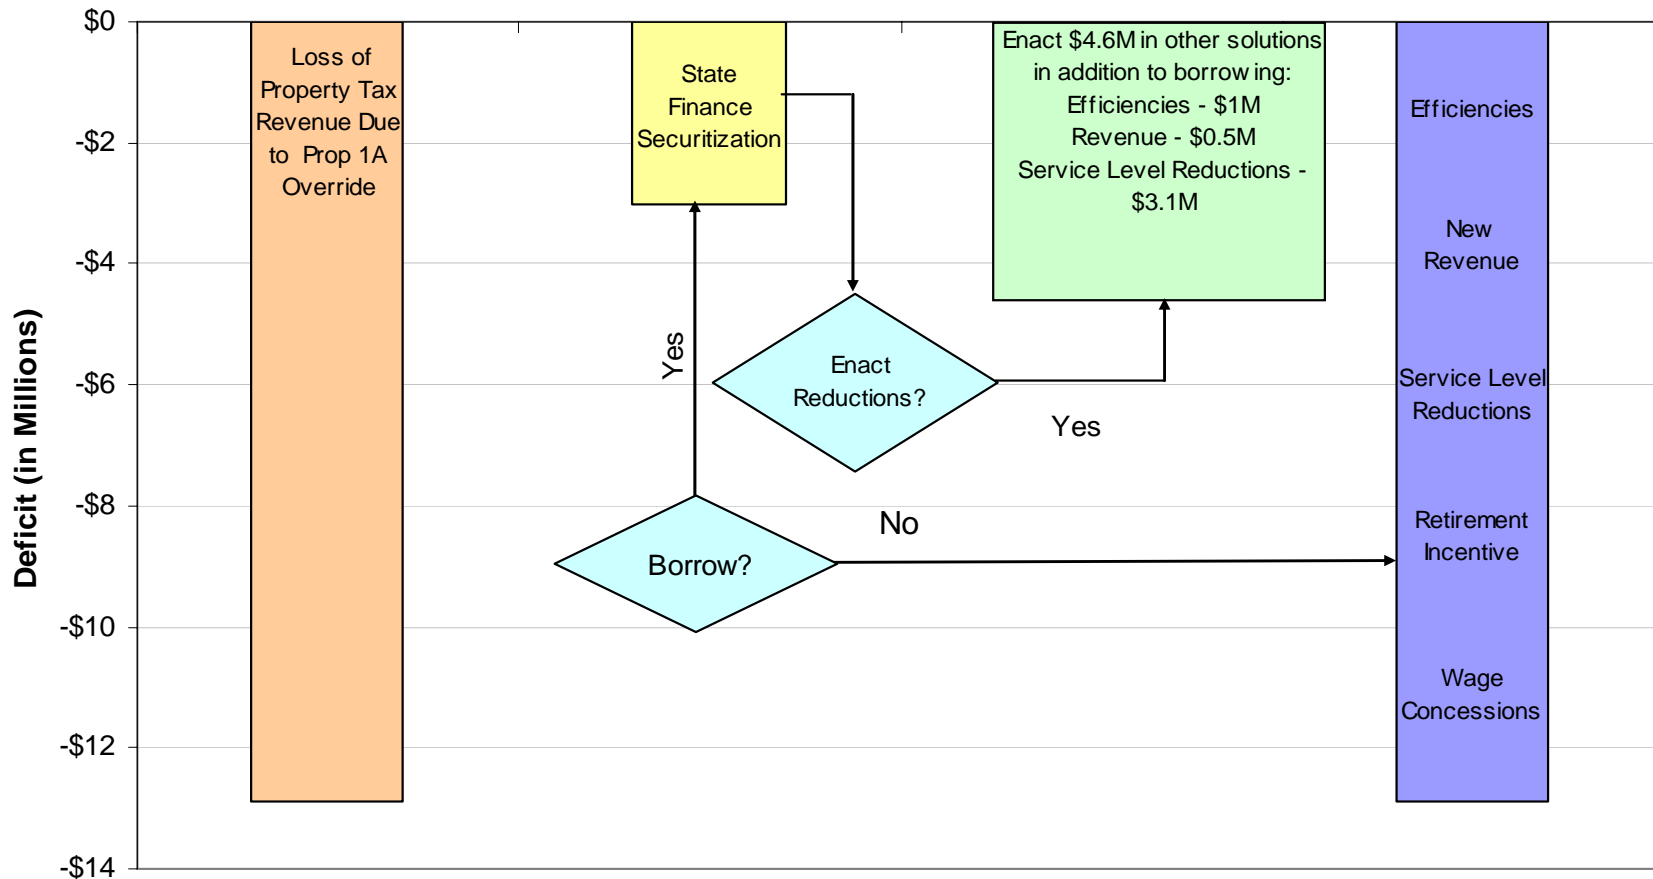 $0
-$2
-$4
-$6
-$8
-$10
-$12
-$14
Deficit (in Millions)
Loss of
Property Tax
Revenue Due
to Prop 1A
Override
State
Finance
Securitization
Enact $4.6M in other solutions
in addition to borrowing:
Efficiencies - $1M
Revenue - $0.5M
Service Level Reductions -
$3.1M
Efficiencies
New
Revenue
Service Level
Reductions
Retirement
Incentive
Wage
Concessions
Enact
Reductions?
Yes
Yes
Borrow?
No